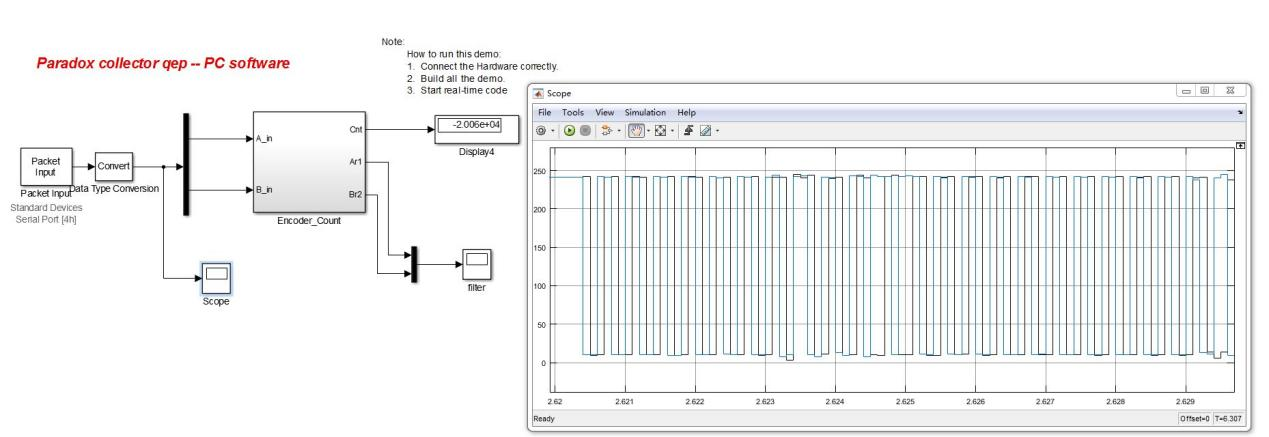 Paradox collector qep -- PC software
Note:
How to run this demo:
1. Connect the Hardware correctly.
2. Build all the demo.
3. Start real-time code
Packet
Input
Packet Input
Standard Devices
Serial Port [4h]
Convert
Data Type Conversion
A_in
B_in
Cnt
Ar1
Br2
Encoder_Count
-2.006e+04
Display4
filter
Scope
Scope
File Tools View Simulation Help
250
200
150
100
50
0
2.62 2.621 2.622 2.623 2.624 2.625 2.626 2.627 2.628 2.629
Ready
Offset=0 T=6.307